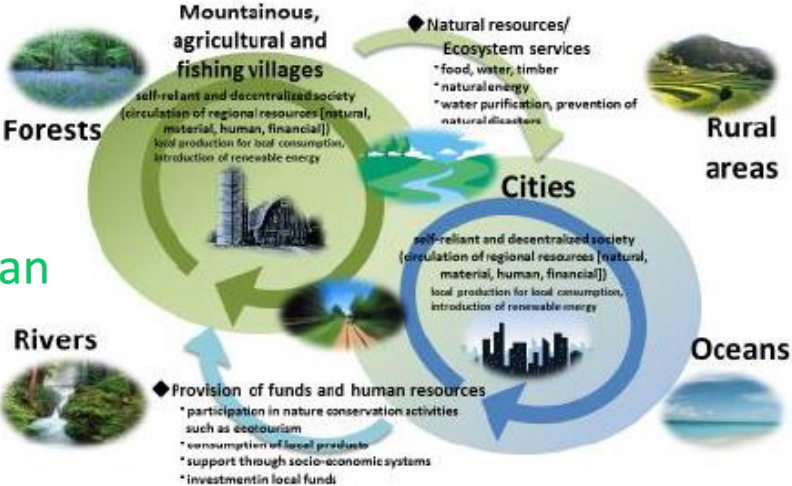 Mountainous,
agricultural and
fishing villages
self-reliant and decentralized society
(circulation of regional resources [natural,
material, human, financial])
local production for local consumption,
introduction of renewable energy
Forests
◆Natural resources/
Ecosystem services
*food, water, timber
*naturalenergy
*water purification, prevention of
naturaldisasters
Rural
areas
Cities
self-reliant and decentralized society
(circulation of regional resources [natural,
material, human, financial])
local production for local consumption,
introduction of renewable energy
an
Rivers
Oceans
◆Provision of funds and human resources
*participation in nature conservation activities
such as ecotourism
*consumption of local products
*support through socio-economic systems
*investmentin local funds